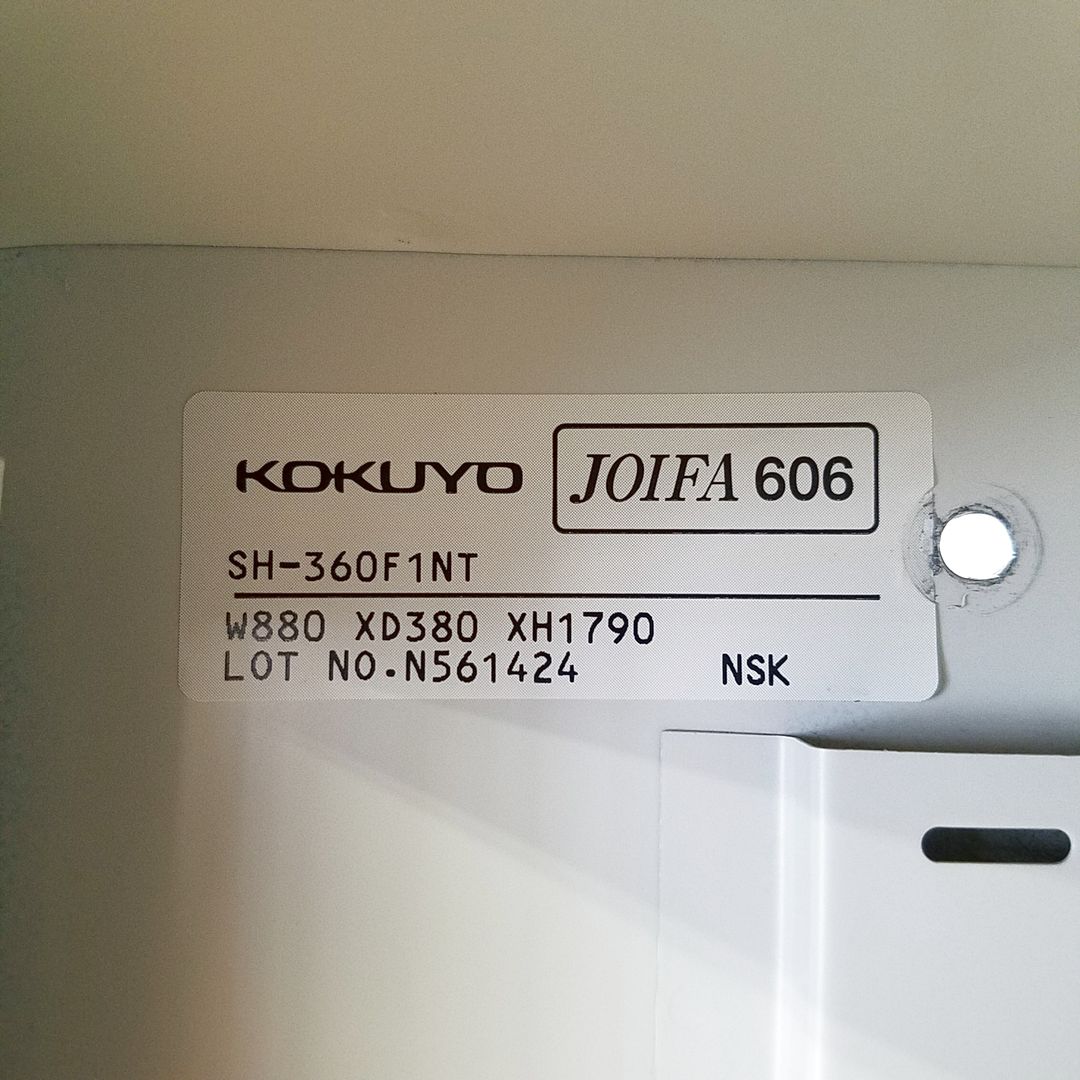 KOKUYO JOIFA 606
SH-360F1NT
W880 XD380 XH1790
LOT NO.N561424 NSK